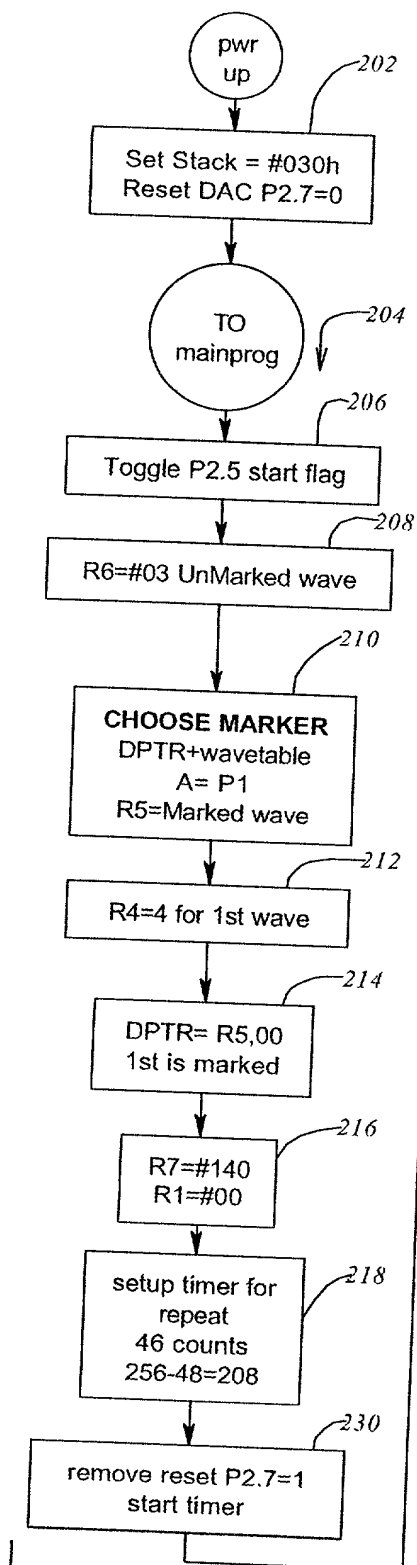 pwr
up
202
Set Stack = #030h
Reset DAC P2.7=0
TO
mainprog
204
206
Toggle P2.5 start flag
208
R6=#03 UnMarked wave
210
CHOOSE MARKER
DPTR+wavetable
A= P1
R5=Marked wave
212
R4=4 for 1st wave
214
DPTR= R5,00
1st is marked
216
R7=#140
R1=#00
218
setup timer for
repeat
46 counts
256-48=208
230
remove reset P2.7=1
start timer